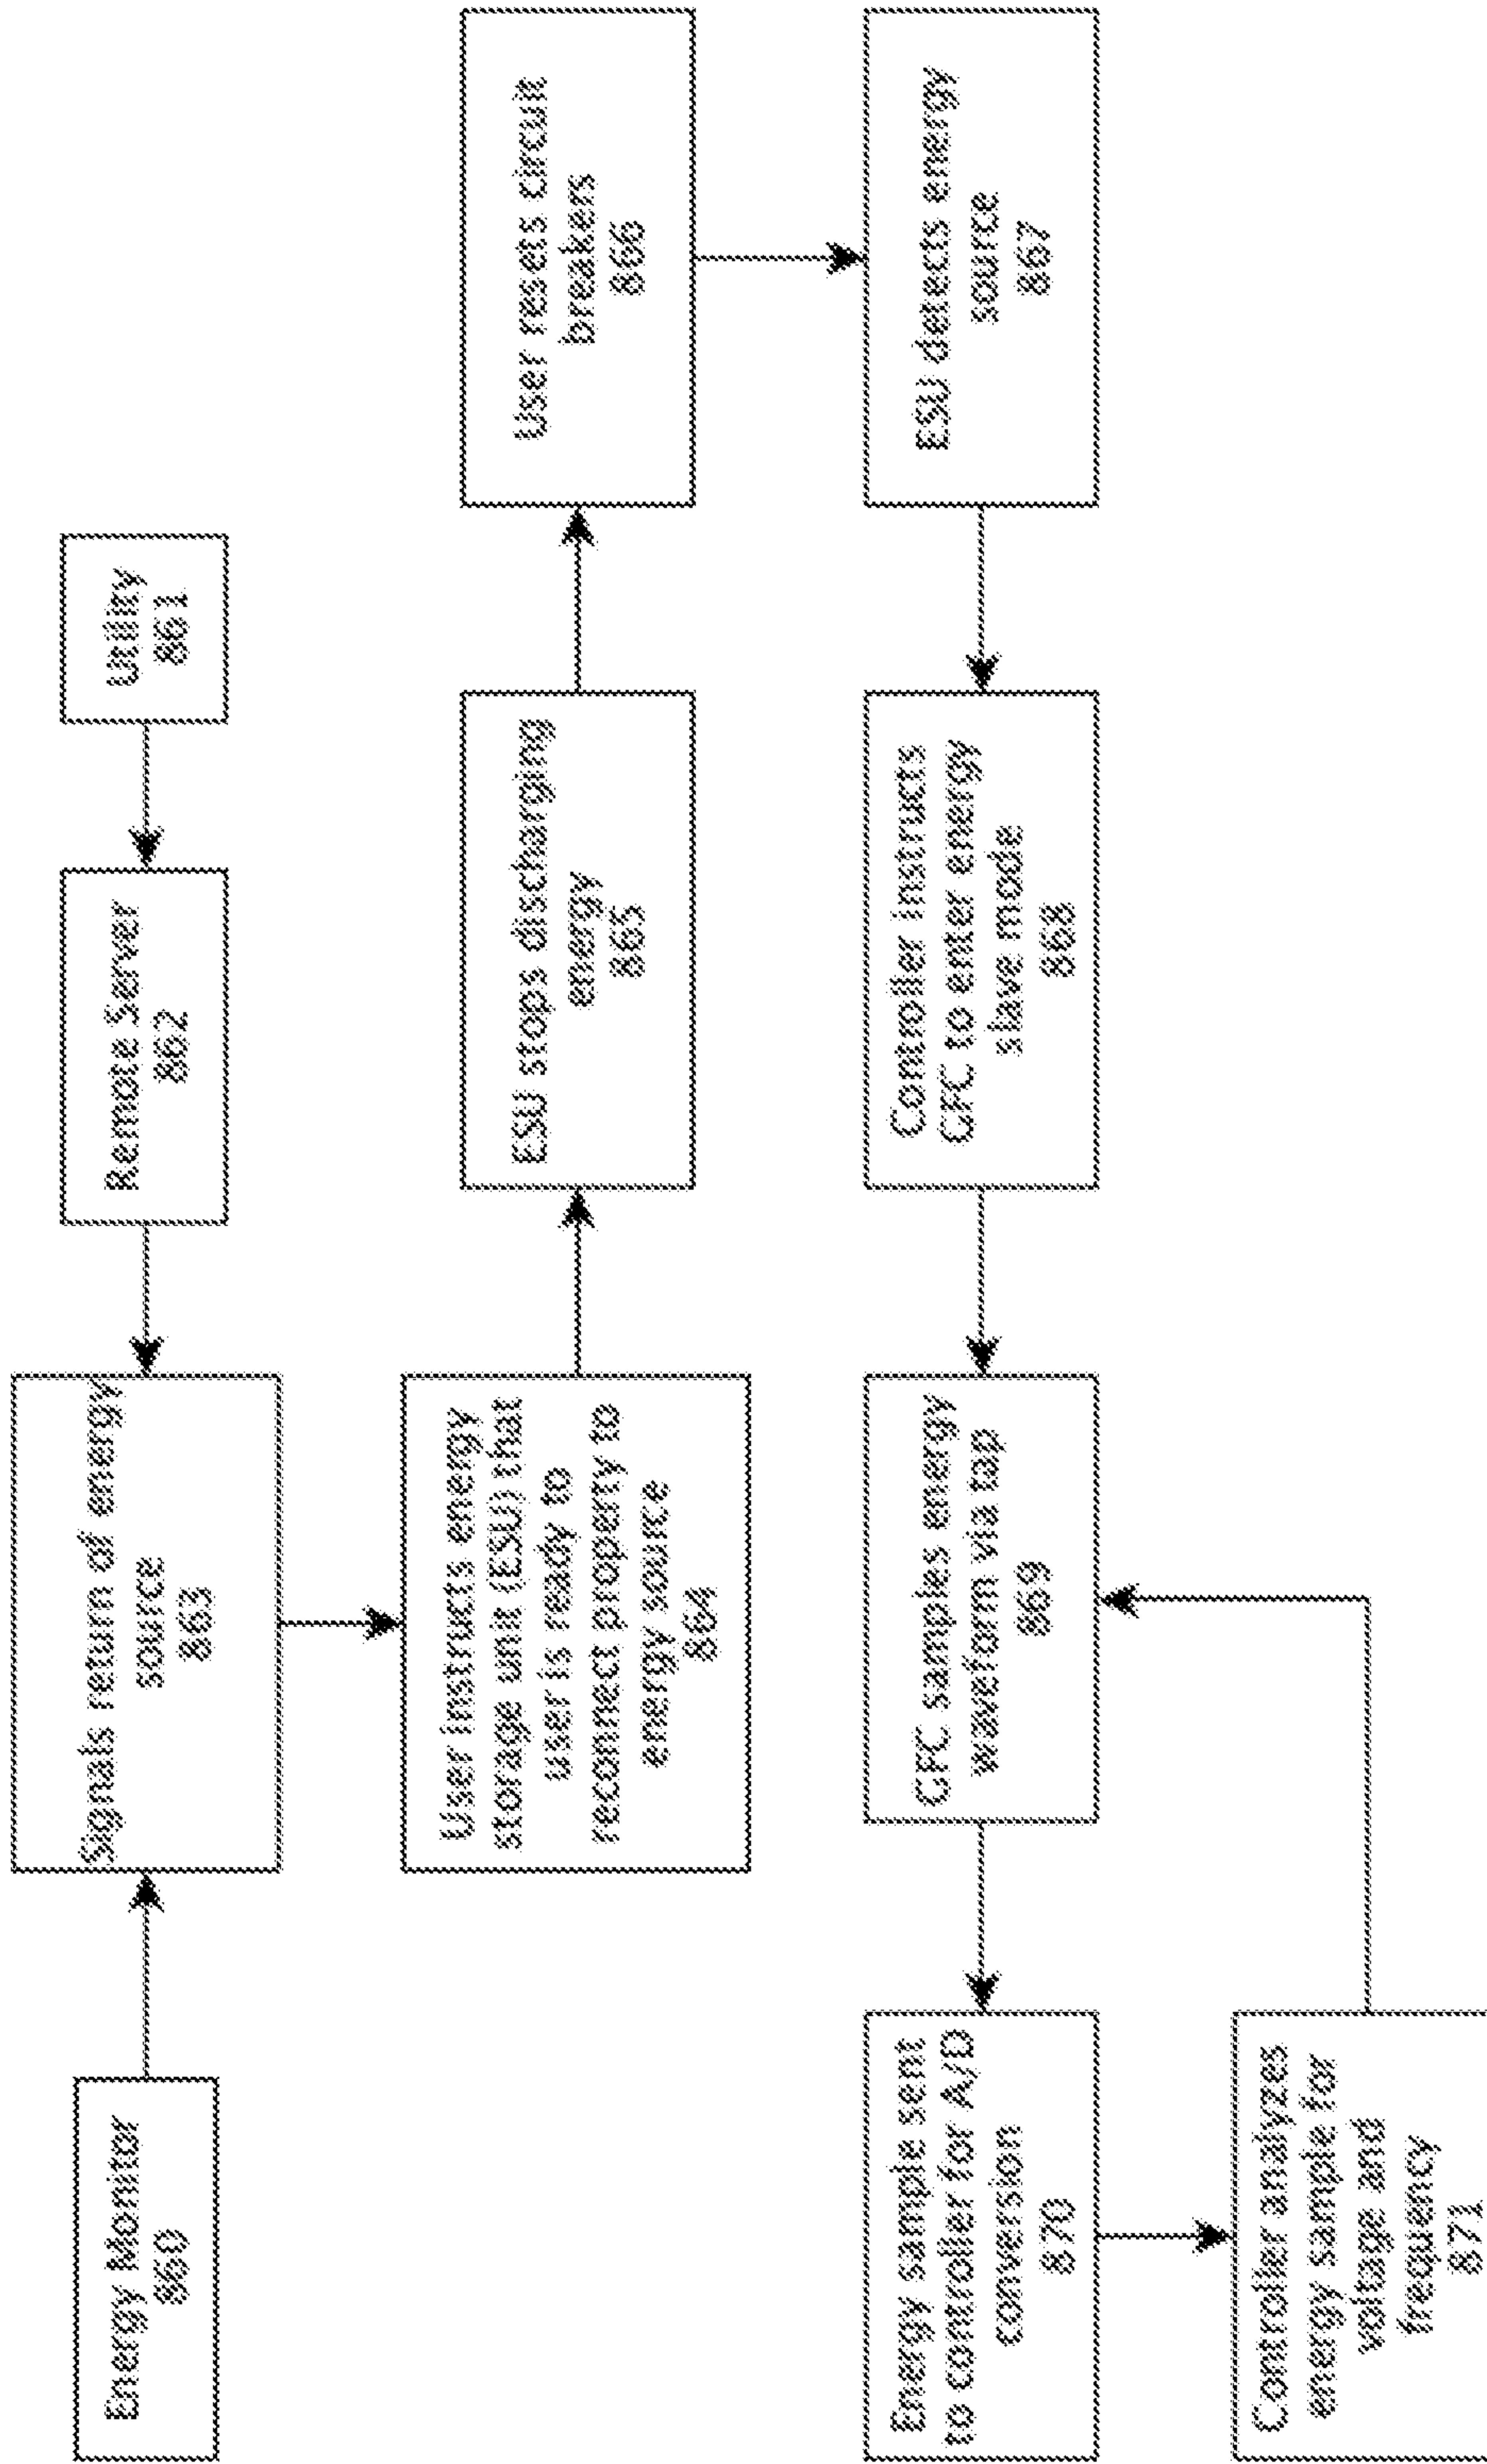 Energy Monitor
860
Signals return of energy
source
863
Remote Server
862
Utility
861
User instructs energy
storage unit (ESU) that
user is ready to
reconnect property to
energy source
864
ESU stops discharging
energy
865
User resets circuit
breakers
866
ESU detects energy
source
867
Controller instructs
GFC to enter energy
slave mode
868
GFC samples energy
waveform via tap
869
Energy sample sent
to controller for A/D
conversion
870
Controller analyzes
energy sample for
voltage and
frequency
871